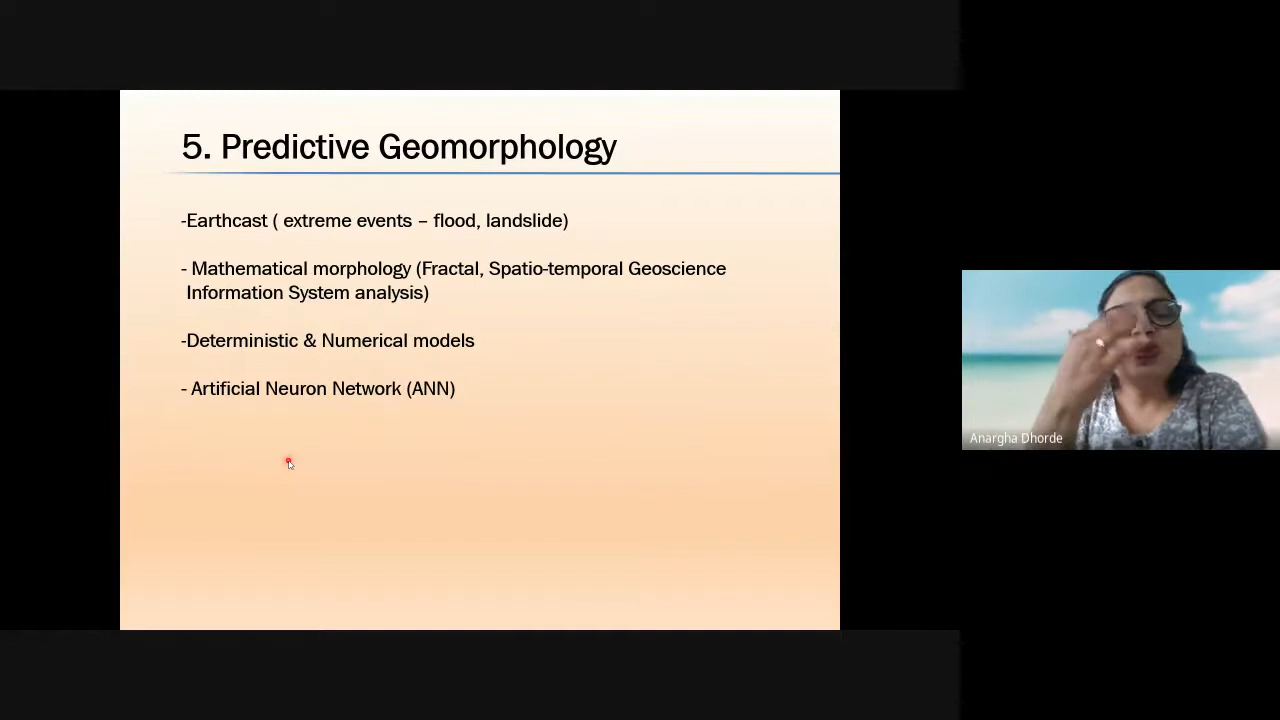 5. Predictive Geomorphology
-Earthcast ( extreme events – flood, landslide)
- Mathematical morphology (Fractal, Spatio-temporal Geoscience
Information System analysis)
-Deterministic & Numerical models
- Artificial Neuron Network (ANN)
Anargha Dhorde